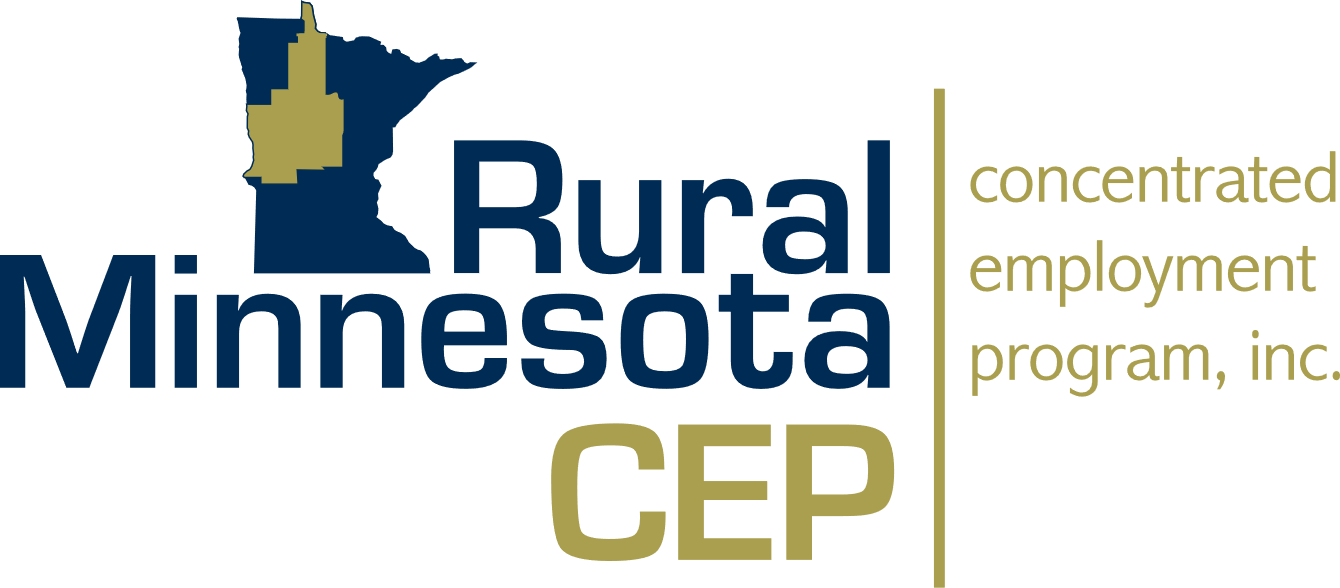 Rural
Minnesota
CEP
concentrated
employment
program, inc.